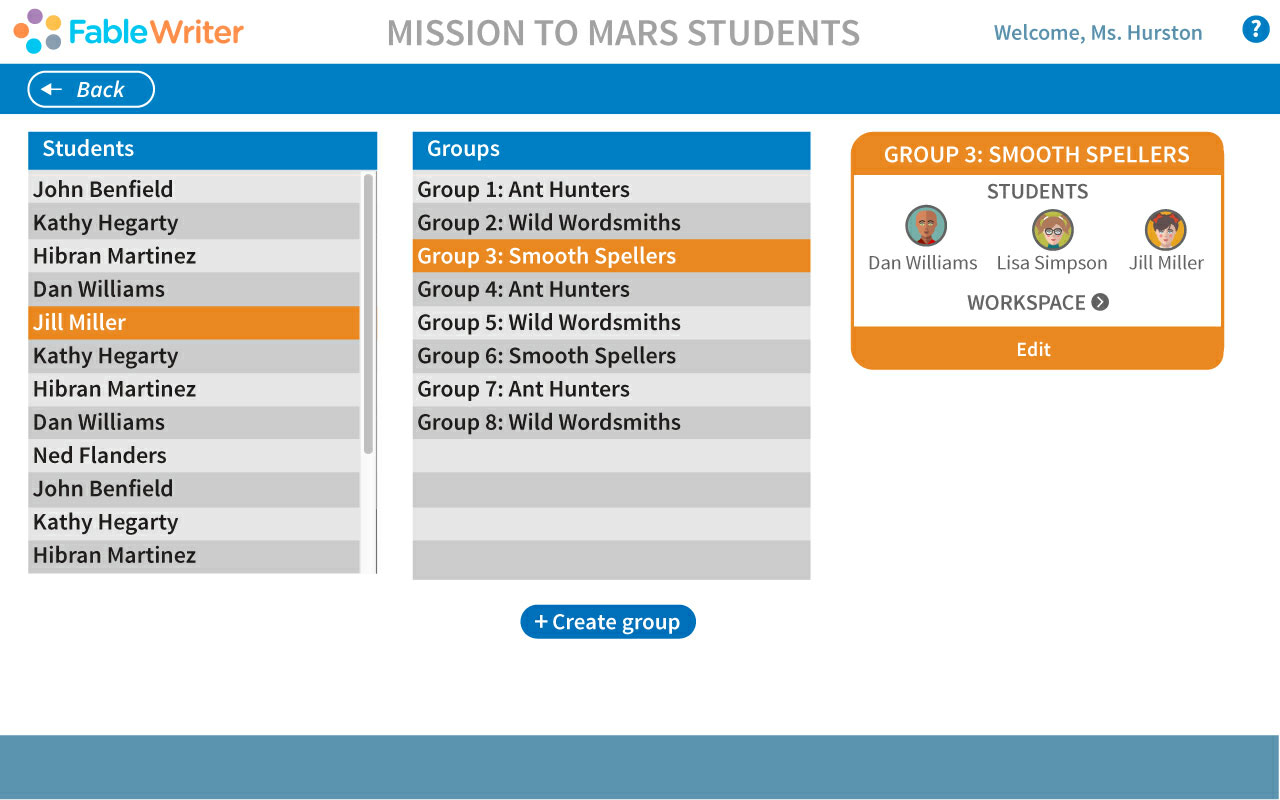 FableWriter
MISSION TO MARS STUDENTS
Welcome, Ms. Hurston
?
Back
Students
John Benfield
Kathy Hegarty
Hibran Martinez
Dan Williams
Jill Miller
Kathy Hegarty
Hibran Martinez
Dan Williams
Ned Flanders
John Benfield
Kathy Hegarty
Hibran Martinez
Groups
Group 1: Ant Hunters
Group 2: Wild Wordsmiths
Group 3: Smooth Spellers
Group 4: Ant Hunters
Group 5: Wild Wordsmiths
Group 6: Smooth Spellers
Group 7: Ant Hunters
Group 8: Wild Wordsmiths
+ Create group
GROUP 3: SMOOTH SPELLERS
STUDENTS
Dan Williams Lisa Simpson Jill Miller
WORKSPACE
Edit